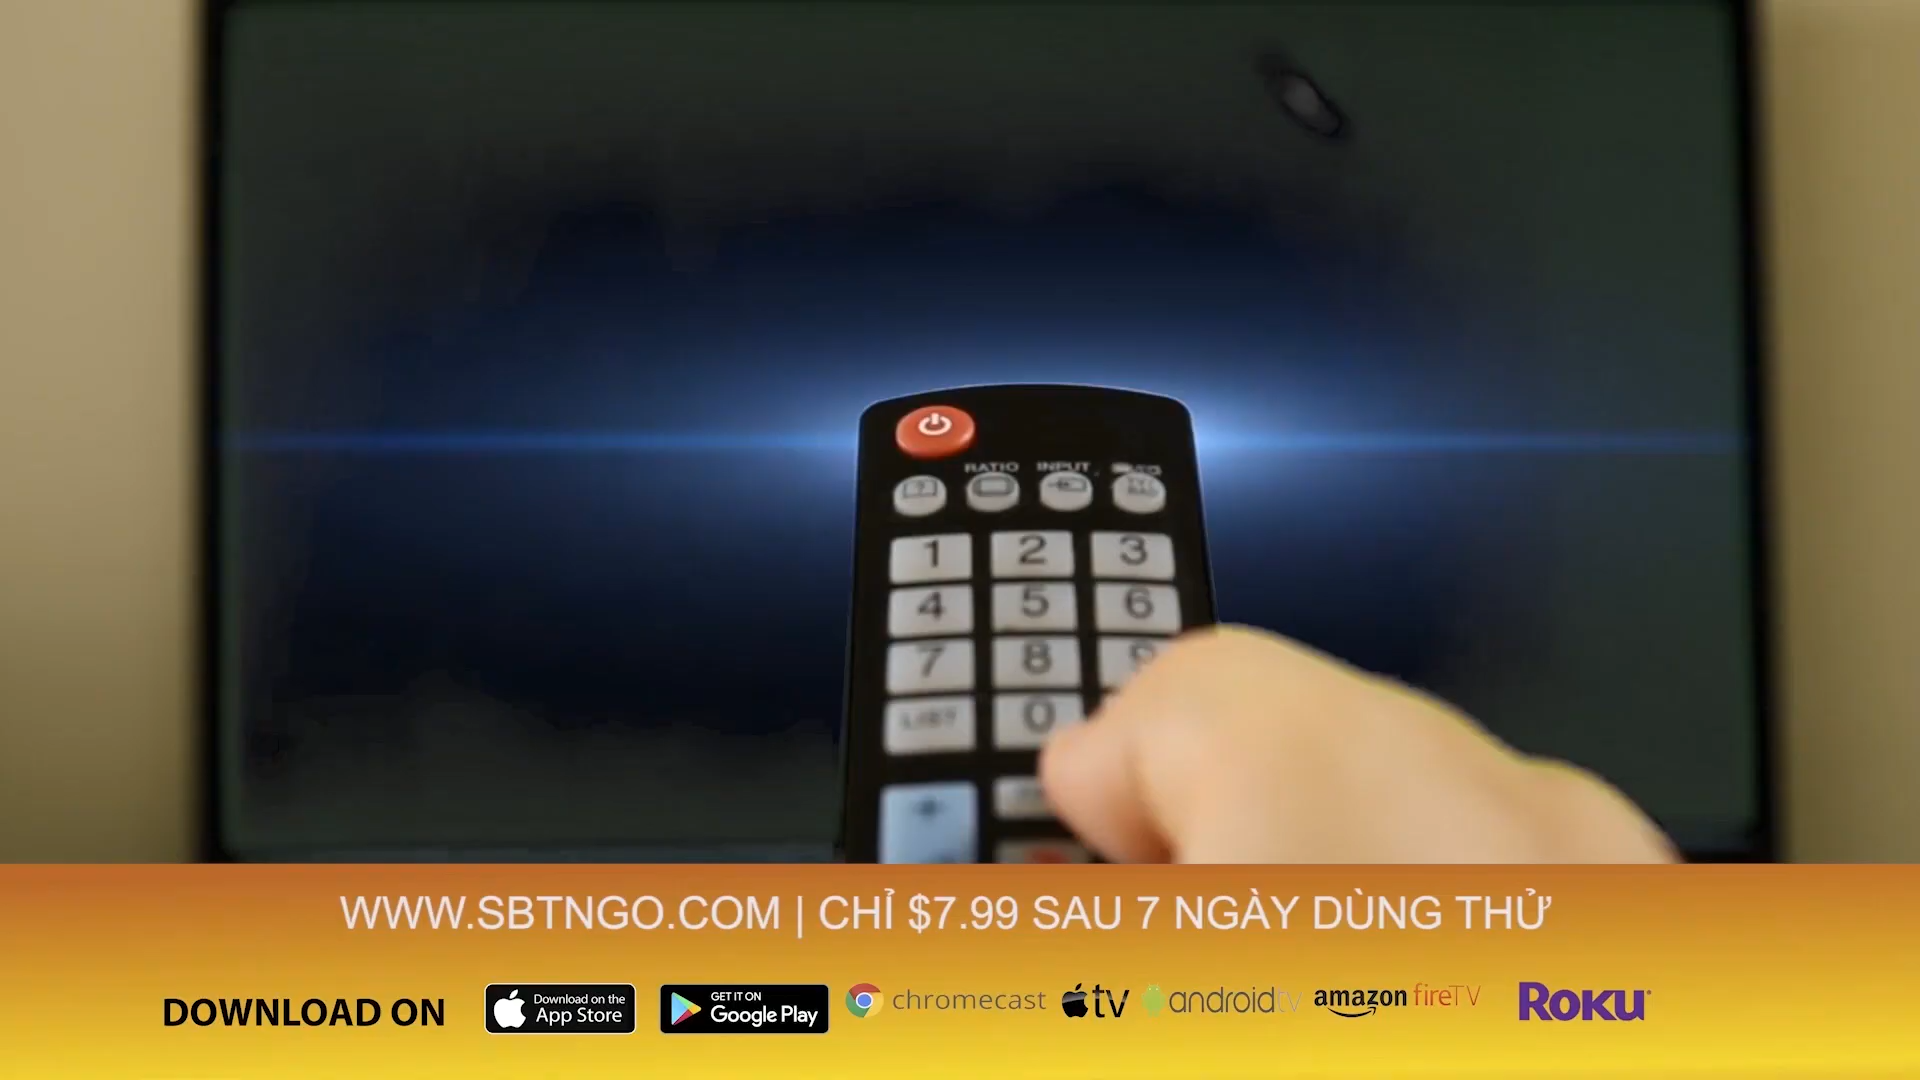 RATIO INPUT
1 2 3
4 5 6
7 8 9
LIST 0
WWW.SBTNGO.COM | CHỈ $7.99 SAU 7 NGÀY DÙNG THỬ
DOWNLOAD ON
Download on the
App Store
GET IT ON
Google Play
chromecast
tv
androidtv
amazon fireTV
ROKU